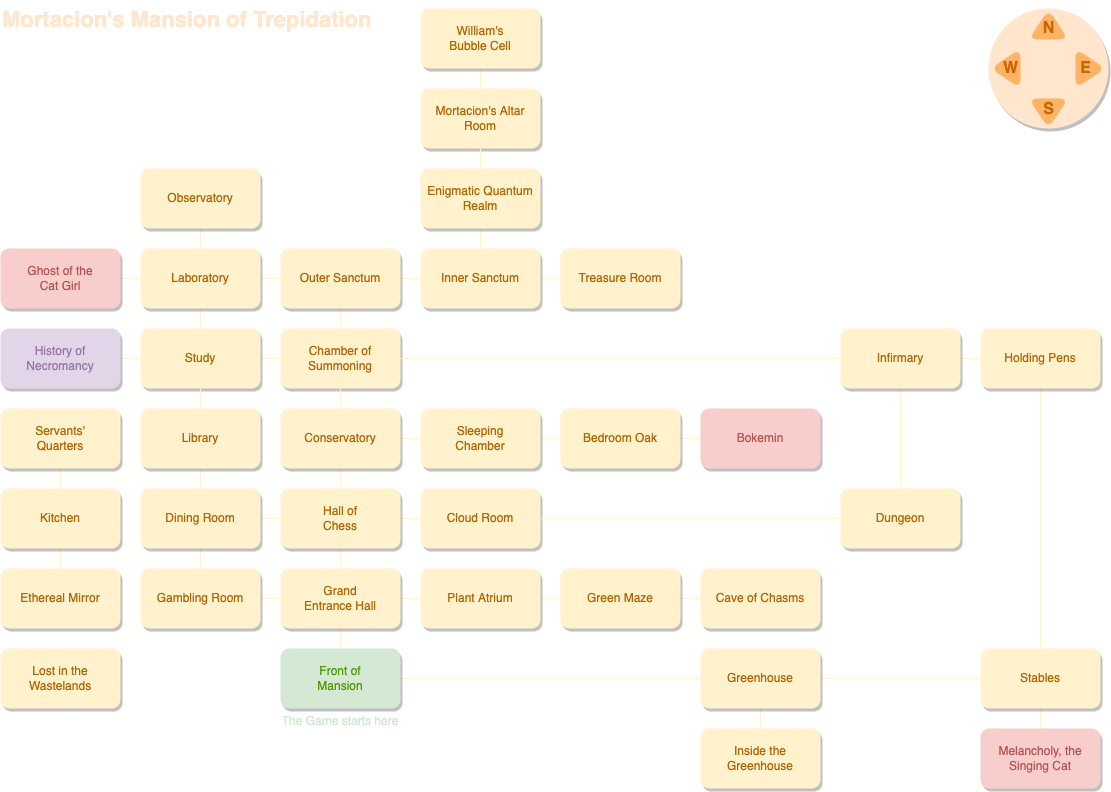 Mortacion's Mansion of Trepidation
William's
Bubble Cell
N
W
E
S
Mortacion's Altar
Room
Observatory
Enigmatic Quantum
Realm
Ghost of the
Cat Girl
Laboratory
Outer Sanctum
Inner Sanctum
Treasure Room
History of
Necromancy
Study
Chamber of
Summoning
Infirmary
Holding Pens
Servants'
Quarters
Library
Conservatory
Sleeping
Chamber
Bedroom Oak
Bokemin
Kitchen
Dining Room
Hall of
Chess
Cloud Room
Dungeon
Ethereal Mirror
Gambling Room
Grand
Entrance Hall
Plant Atrium
Green Maze
Cave of Chasms
Lost in the
Wastelands
Front of
Mansion
Greenhouse
Stables
The Game starts here
Inside the
Greenhouse
Melancholy, the
Singing Cat